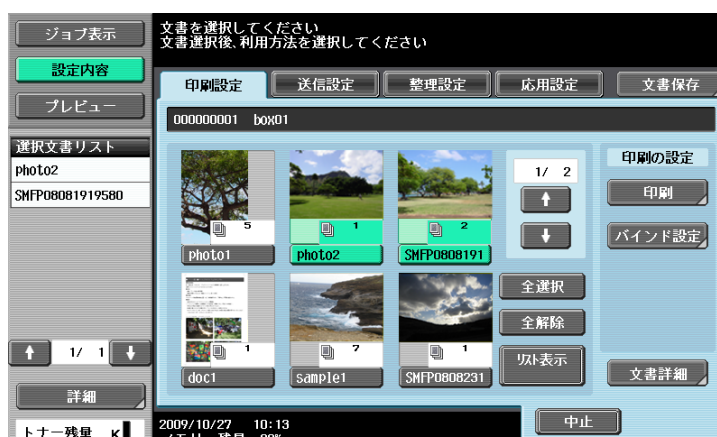 ジョブ表示
設定内容
プレビュー
選択文書リスト
photo2
SMFP08081919580
1/ 1
詳細
トナー残量 K
文書を選択してください
文書選択後、利用方法を選択してください
印刷設定
送信設定
整理設定
応用設定
文書保存
000000001 box01
5
photo1
1
photo2
2
SMFP0808191
1/ 2
1
doc1
7
sample1
1
SMFP0808231
全選択
全解除
リスト表示
印刷の設定
印刷
バインド設定
文書詳細
2009/10/27 10:13
中止